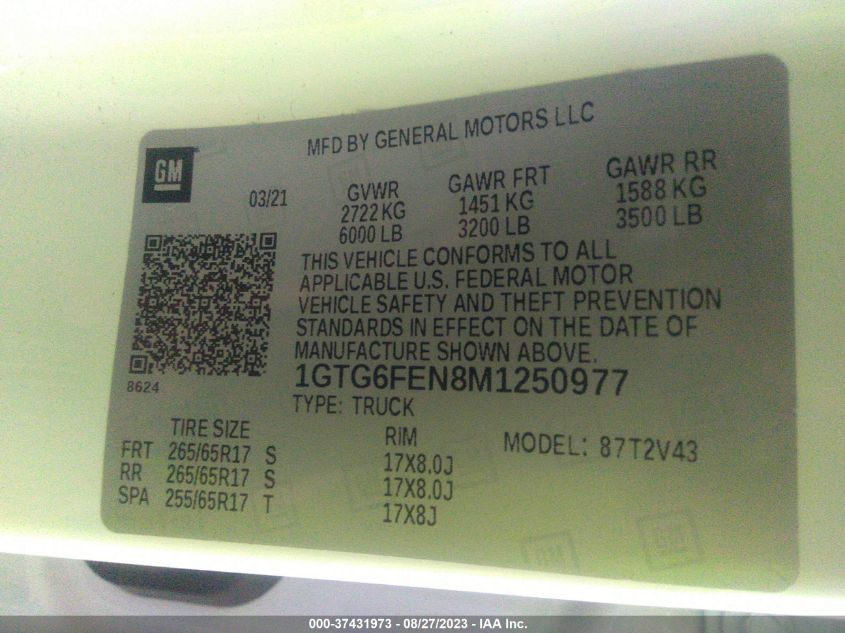 MFD BY GENERAL MOTORS LLC
GM
03/21
GVWR GAWR FRT GAWR RR
2722 KG 1451 KG 1588 KG
6000 LB 3200 LB 3500 LB
THIS VEHICLE CONFORMS TO ALL
APPLICABLE U.S. FEDERAL MOTOR
VEHICLE SAFETY AND THEFT PREVENTION
STANDARDS IN EFFECT ON THE DATE OF
MANUFACTURE SHOWN ABOVE.
8624
1GTG6FEN8M1250977
TYPE: TRUCK
TIRE SIZE RIM MODEL: 87T2V43
FRT 265/65R17 S 17X8.0J
RR 265/65R17 S 17X8.0J
SPA 255/65R17 T 17X8J
000-37431973 - 08/27/2023 - IAA Inc.